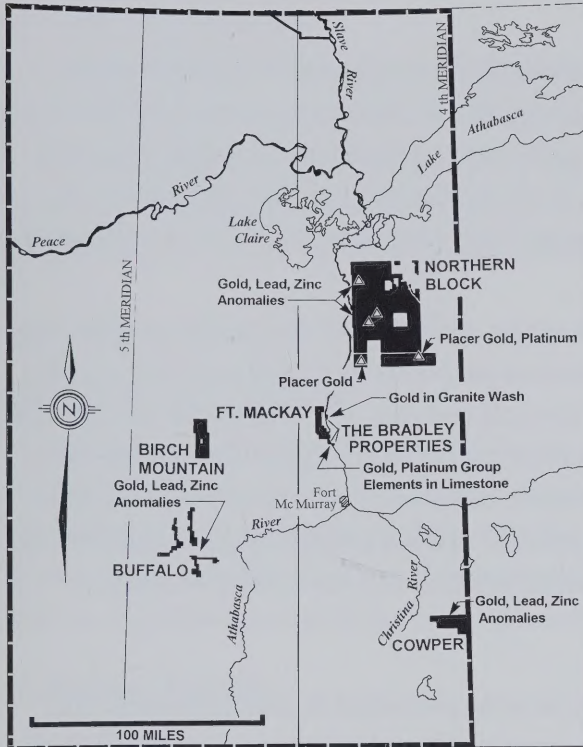 Slave
River
4 th MERIDIAN
Lake
Athabasca
River
Lake
Claire
Peace
5 th MERIDIAN
Gold, Lead, Zinc
Anomalies
NORTHERN
BLOCK
Placer Gold, Platinum
Placer Gold
N
FT. MACKAY
Gold in Granite Wash
THE BRADLEY
PROPERTIES
BIRCH
MOUNTAIN
Gold, Lead, Zinc
Anomalies
Gold, Platinum Group
Elements in Limestone
Fort
Mc Murray
River
BUFFALO
Athabasca
Christina
River
Gold, Lead, Zinc
Anomalies
COWPER
100 MILES